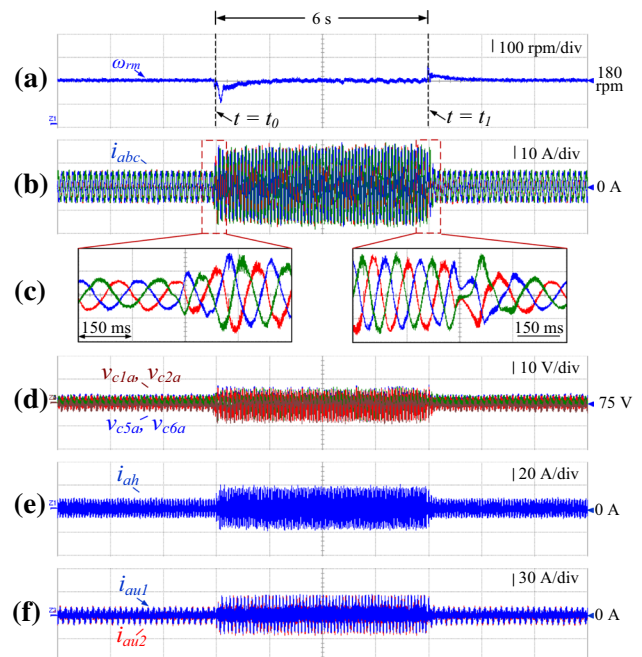 6 s
(a)
ω_rm
100 rpm/div
180
rpm
t = t_0
t = t_1
(b)
i_abc
10 A/div
0 A
(c)
150 ms
150 ms
(d)
v_c1a, v_c2a
10 V/div
v_c5a, v_c6a
75 V
(e)
i_ah
20 A/div
0 A
(f)
i_au1
30 A/div
0 A
i_au2